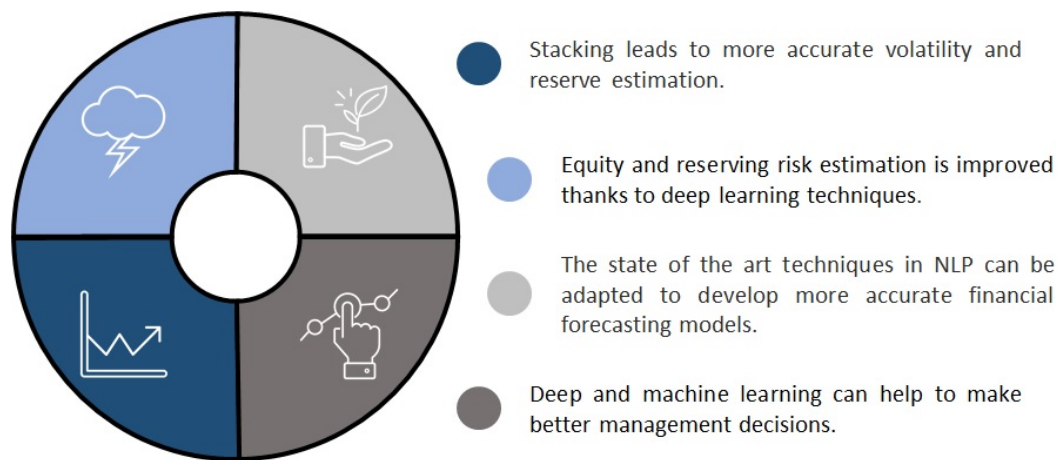 Stacking leads to more accurate volatility and
reserve estimation.
Equity and reserving risk estimation is improved
thanks to deep learning techniques.
The state of the art techniques in NLP can be
adapted to develop more accurate financial
forecasting models.
Deep and machine learning can help to make
better management decisions.